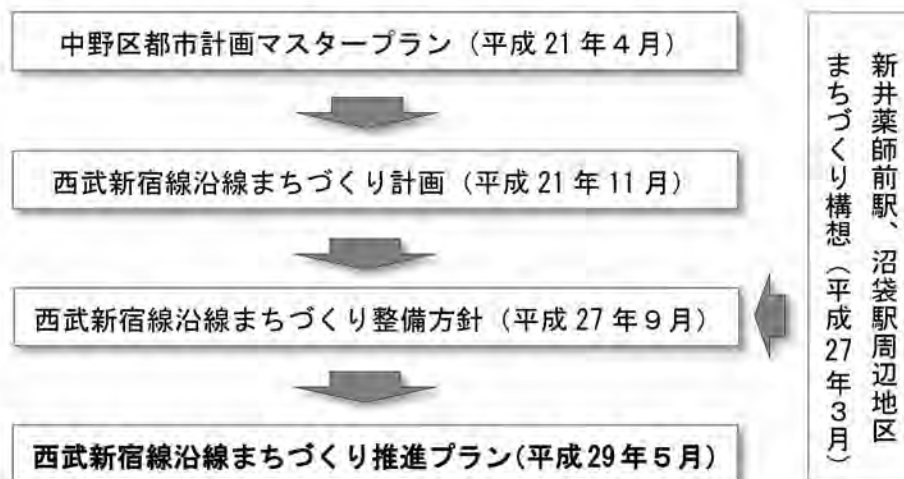 中野区都市計画マスタープラン（平成21年４月）
西武新宿線沿線まちづくり計画（平成21年11月）
西武新宿線沿線まちづくり整備方針（平成27年９月）
西武新宿線沿線まちづくり推進プラン(平成29年５月)
新井薬師前駅、沼袋駅周辺地区
まちづくり構想（平成27年３月）